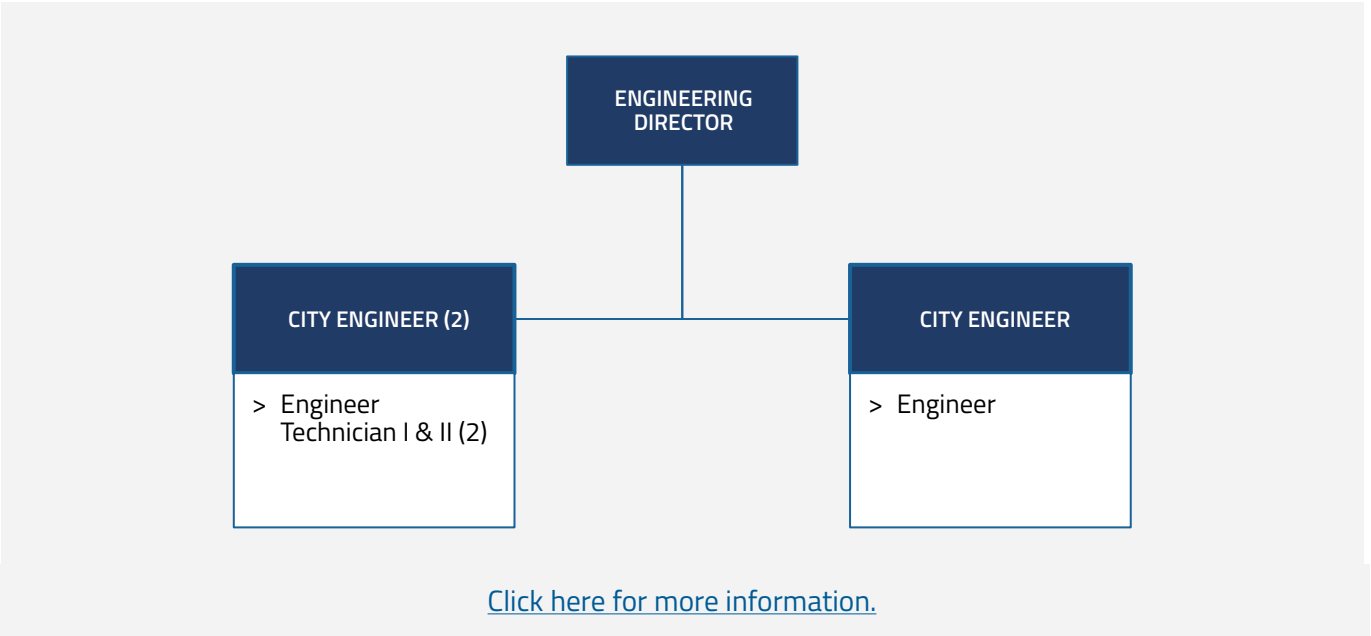 ENGINEERING
DIRECTOR
CITY ENGINEER (2)
> Engineer
Technician I & II (2)
CITY ENGINEER
> Engineer
Click here for more information.